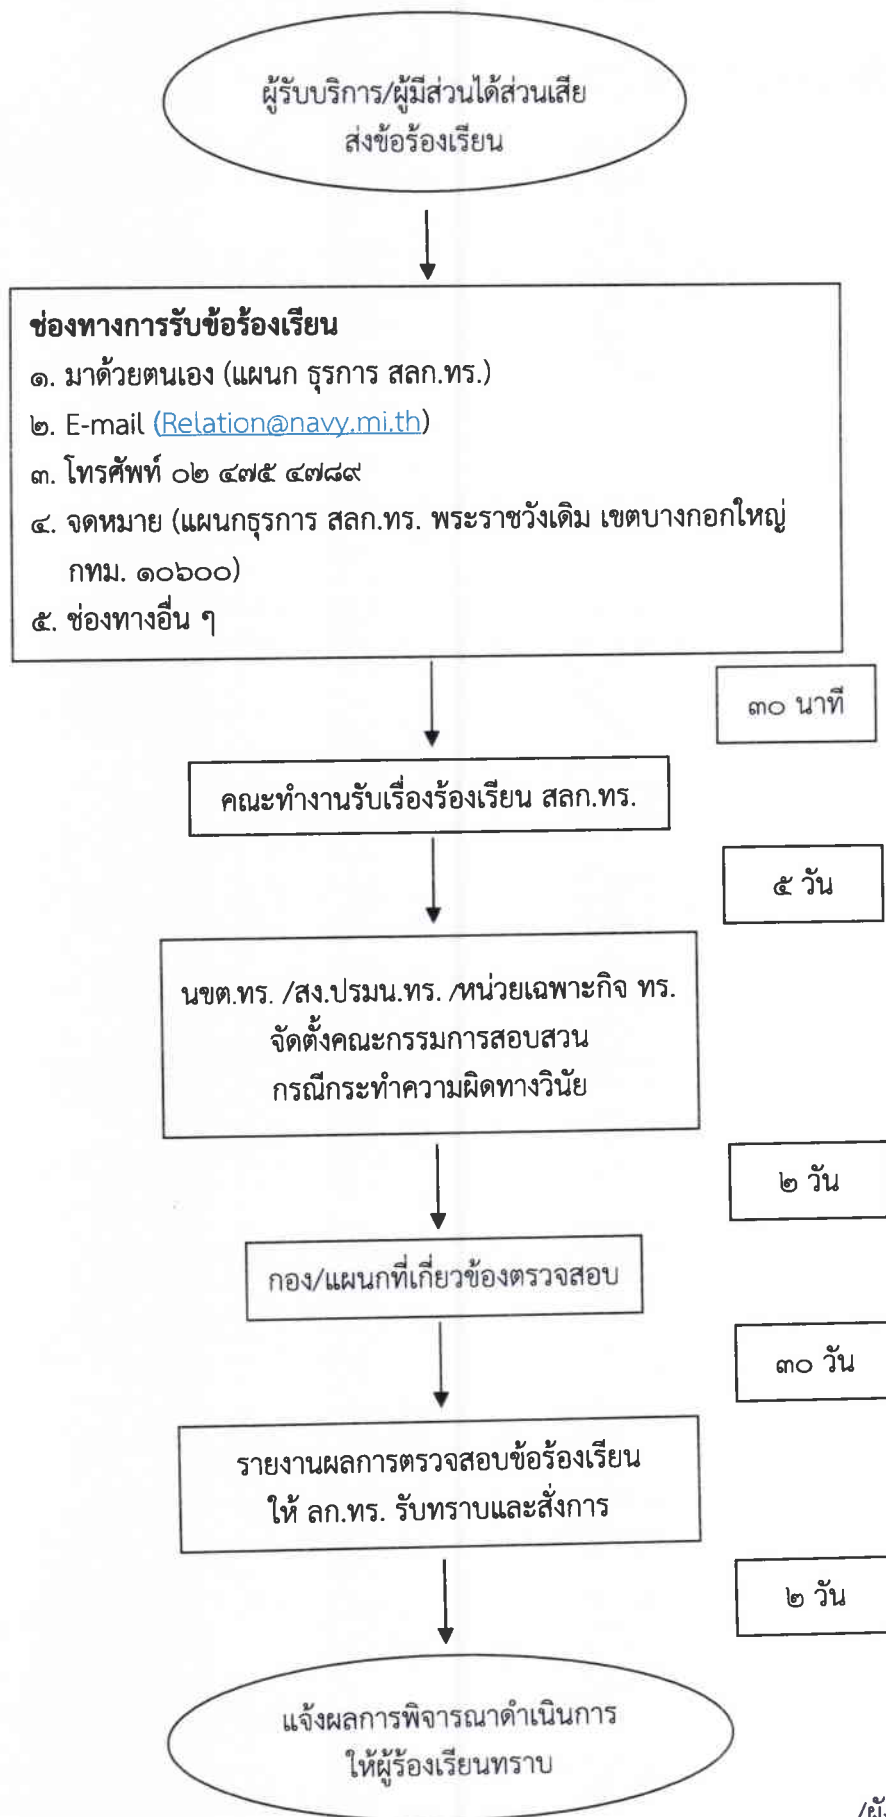 ผู้รับบริการ/ผู้มีส่วนได้ส่วนเสีย
ส่งข้อร้องเรียน
ช่องทางการรับข้อร้องเรียน
๑. มาด้วยตนเอง (แผนก ธุรการ สลก.ทร.)
๒. E-mail (Relation@navy.mi.th)
๓. โทรศัพท์ ๐๒ ๔๗๕ ๔๗๘๙
๔. จดหมาย (แผนกธุรการ สลก.ทร. พระราชวังเดิม เขตบางกอกใหญ่
กทม. ๑๐๖๐๐)
๕. ช่องทางอื่น ๆ
๓๐ นาที
คณะทำงานรับเรื่องร้องเรียน สลก.ทร.
๕ วัน
นขต.ทร. /สง.ปรมน.ทร. /หน่วยเฉพาะกิจ ทร.
จัดตั้งคณะกรรมการสอบสวน
กรณีกระทำความผิดทางวินัย
๒ วัน
กอง/แผนกที่เกี่ยวข้องตรวจสอบ
๓๐ วัน
รายงานผลการตรวจสอบข้อร้องเรียน
ให้ ลก.ทร. รับทราบและสั่งการ
๒ วัน
แจ้งผลการพิจารณาดำเนินการ
ให้ผู้ร้องเรียนทราบ